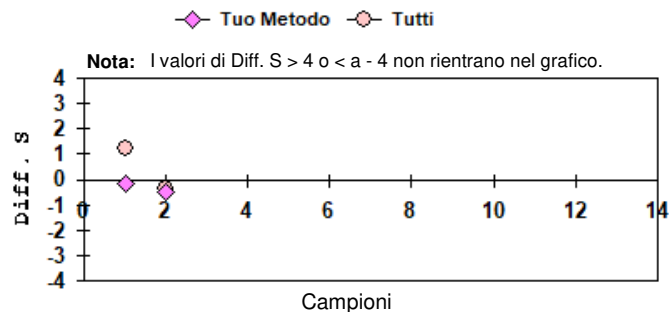 Tuo Metodo Tutti
Nota: I valori di Diff. S > 4 o < a - 4 non rientrano nel grafico.
4
3
2
1
0
-1
-2
-3
-4
Diff. S
0 2 4 6 8 10 12 14
Campioni